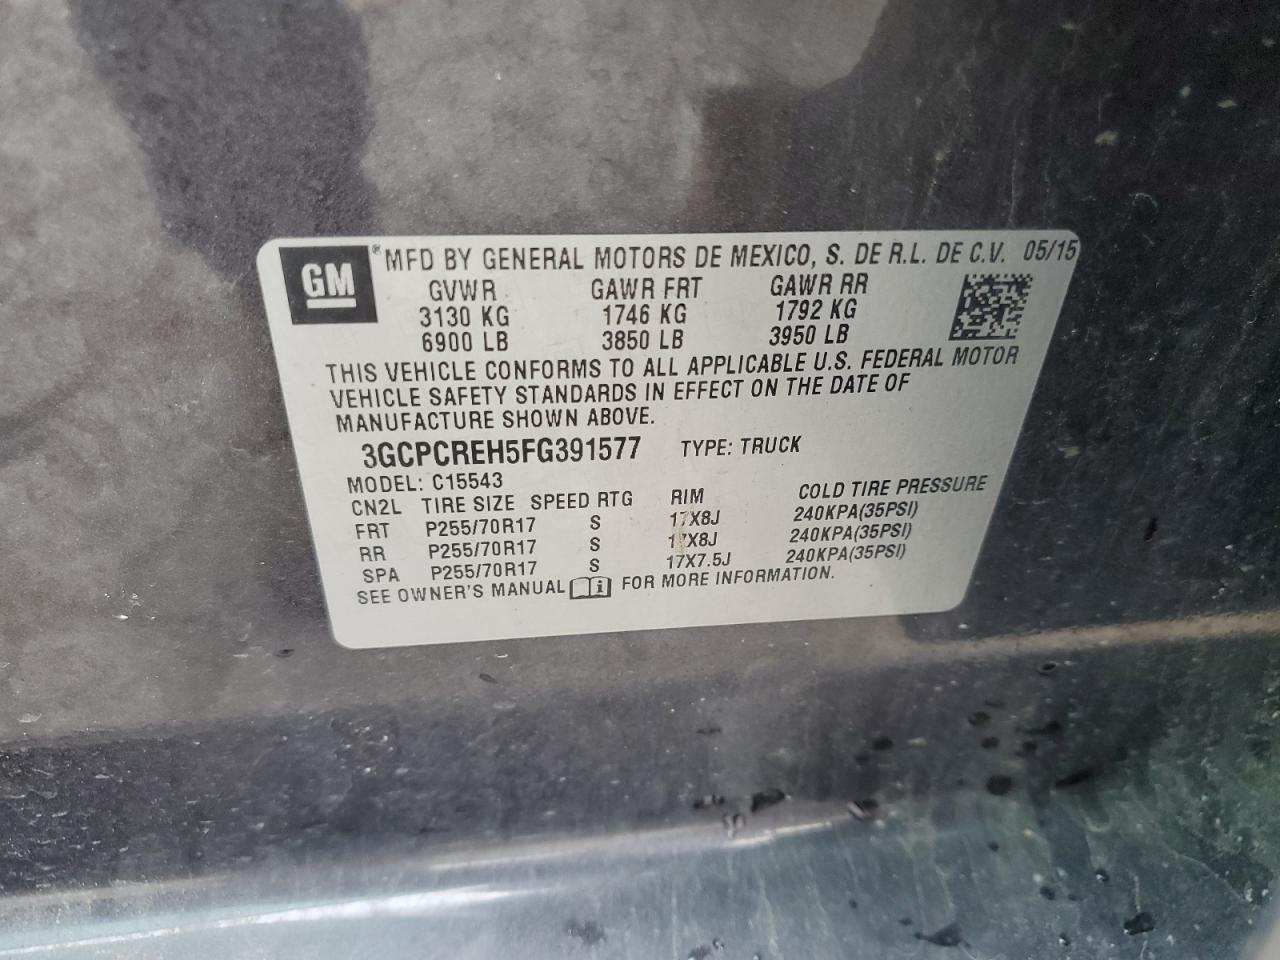 GM ® MFD BY GENERAL MOTORS DE MEXICO, S. DE R.L. DE C.V. 05/15
GVWR GAWR FRT GAWR RR
3130 KG 1746 KG 1792 KG
6900 LB 3850 LB 3950 LB
THIS VEHICLE CONFORMS TO ALL APPLICABLE U.S. FEDERAL MOTOR
VEHICLE SAFETY STANDARDS IN EFFECT ON THE DATE OF
MANUFACTURE SHOWN ABOVE.
3GCPCREH5FG391577 TYPE: TRUCK
MODEL: C15543
CN2L TIRE SIZE SPEED RTG RIM COLD TIRE PRESSURE
FRT P255/70R17 S 17X8J 240KPA(35PSI)
RR P255/70R17 S 17X8J 240KPA(35PSI)
SPA P255/70R17 S 17X7.5J 240KPA(35PSI)
SEE OWNER'S MANUAL i FOR MORE INFORMATION.